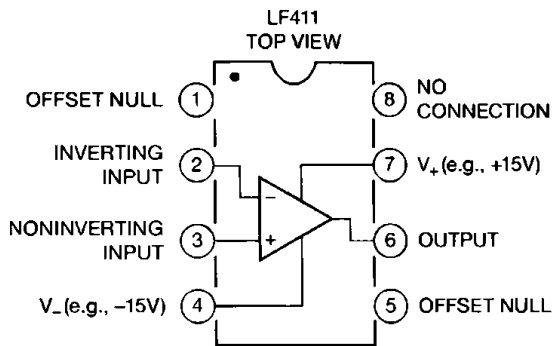 LF411
TOP VIEW
OFFSET NULL 1
8 NO
CONNECTION
INVERTING
INPUT 2
7 V+ (e.g., +15V)
NONINVERTING
INPUT 3
6 OUTPUT
V− (e.g., −15V) 4
5 OFFSET NULL
−
+